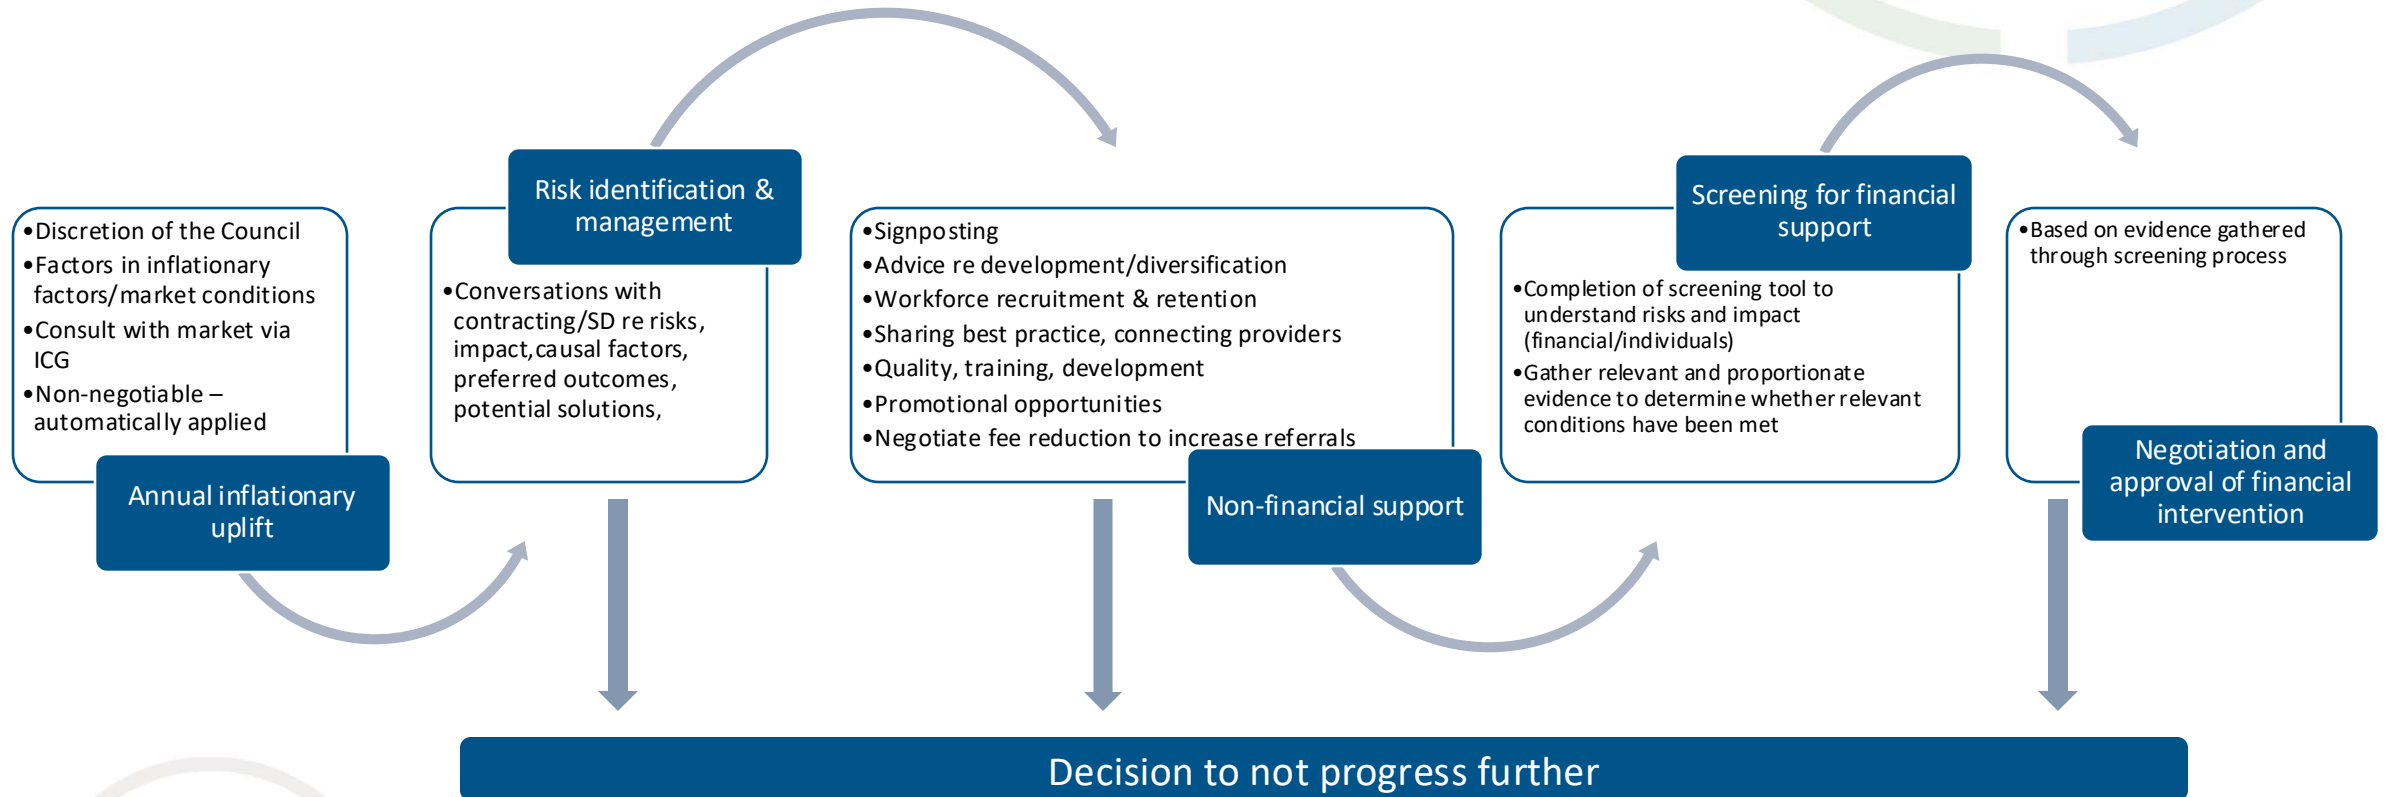 •Discretion of the Council
•Factors in inflationary
factors/market conditions
•Consult with market via
ICG
•Non-negotiable –
automatically applied
Annual inflationary
uplift
Risk identification &
management
•Conversations with
contracting/SD re risks,
impact,causal factors,
preferred outcomes,
potential solutions,
•Signposting
•Advice re development/diversification
•Workforce recruitment & retention
•Sharing best practice, connecting providers
•Quality, training, development
•Promotional opportunities
•Negotiate fee reduction to increase referrals
Non-financial support
Screening for financial
support
•Completion of screening tool to
understand risks and impact
(financial/individuals)
•Gather relevant and proportionate
evidence to determine whether relevant
conditions have been met
•Based on evidence gathered
through screening process
Negotiation and
approval of financial
intervention
Decision to not progress further